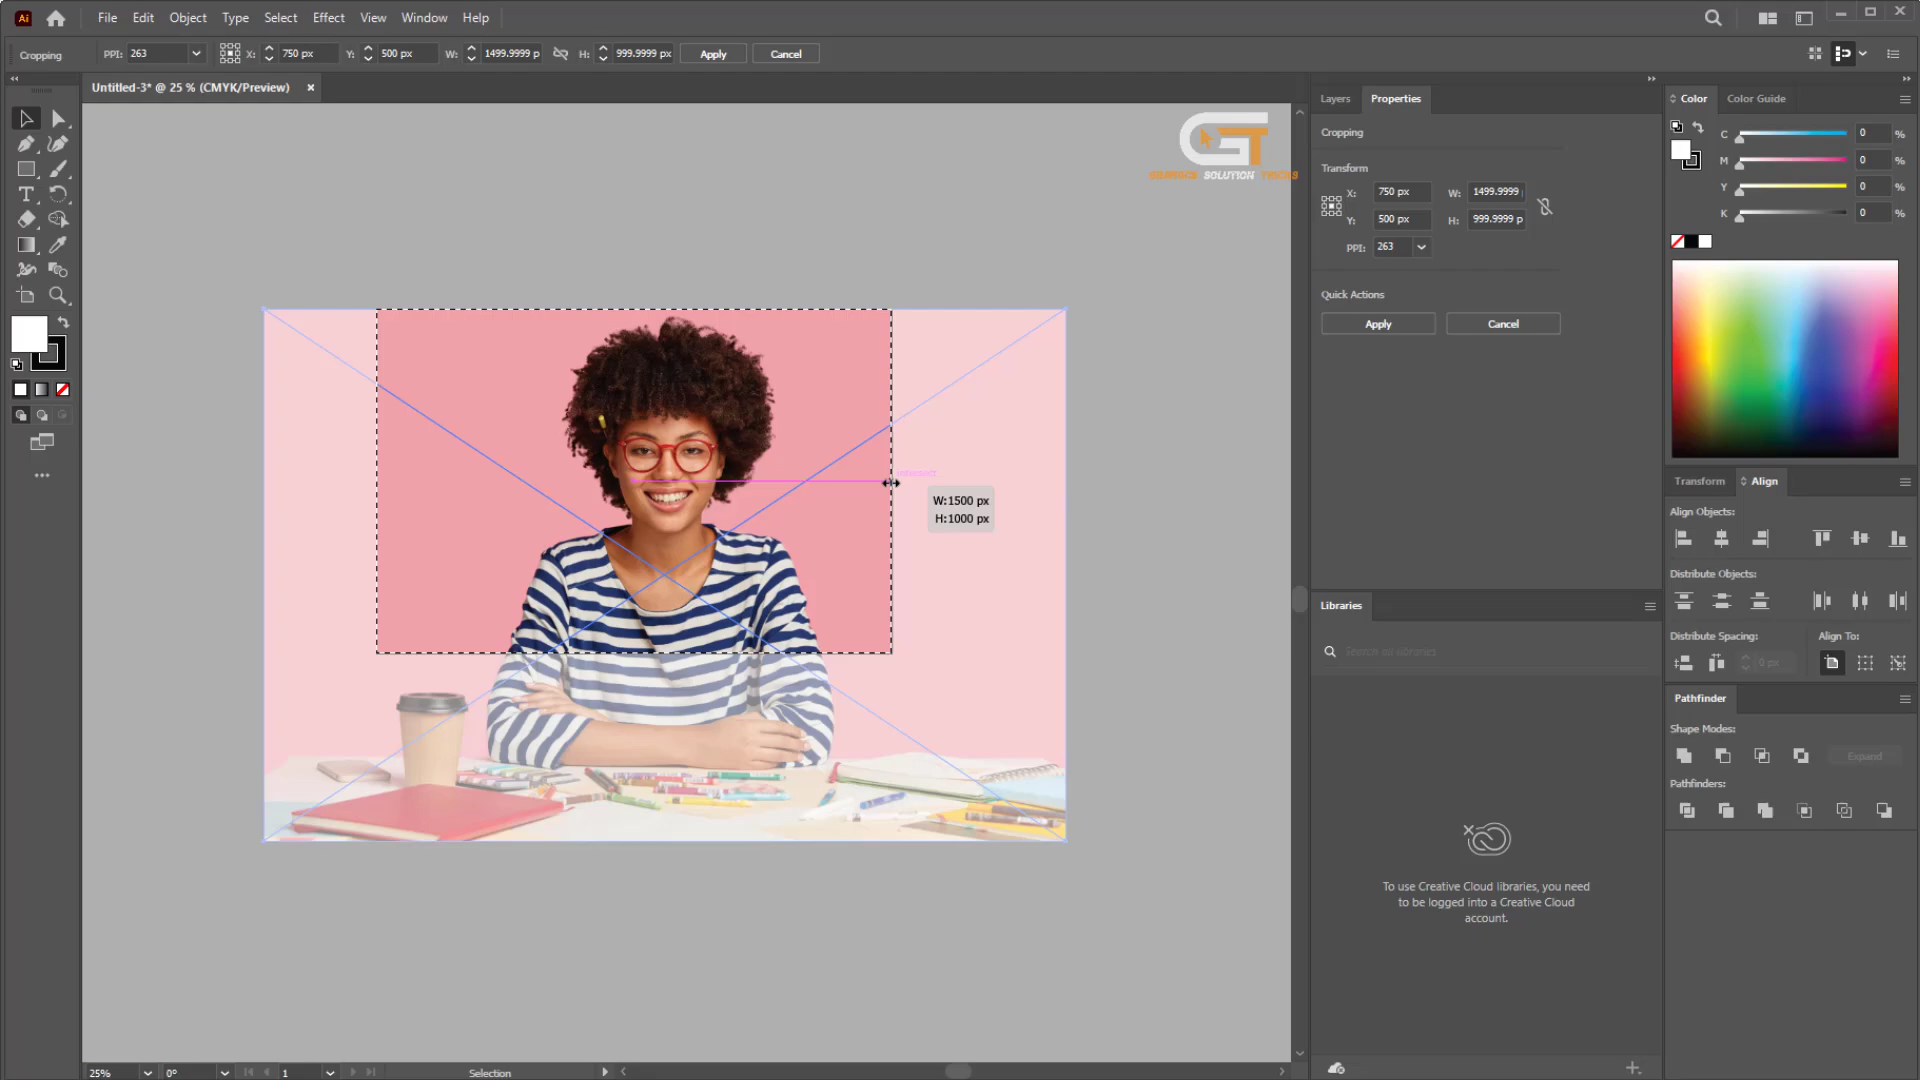 Ai File Edit Object Type Select Effect View Window Help
Cropping PPI: 263 X: 750 px Y: 500 px W: 1499.9999 p H: 999.9999 px Apply Cancel
Untitled-3* @ 25 % (CMYK/Preview) ×
GT
GRAPHICS SOLUTION TRICKS
W:1500 px
H:1000 px
Layers Properties
Cropping
Transform
X: 750 px W: 1499.9999
Y: 500 px H: 999.9999 p
PPI: 263
Quick Actions
Apply Cancel
Libraries
Search all libraries
To use Creative Cloud libraries, you need
to be logged into a Creative Cloud
account.
Color Color Guide
C 0 %
M 0 %
Y 0 %
K 0 %
Transform Align
Align Objects:
Distribute Objects:
Distribute Spacing: Align To:
0 px
Pathfinder
Shape Modes:
Expand
Pathfinders:
25% 0° 1 Selection